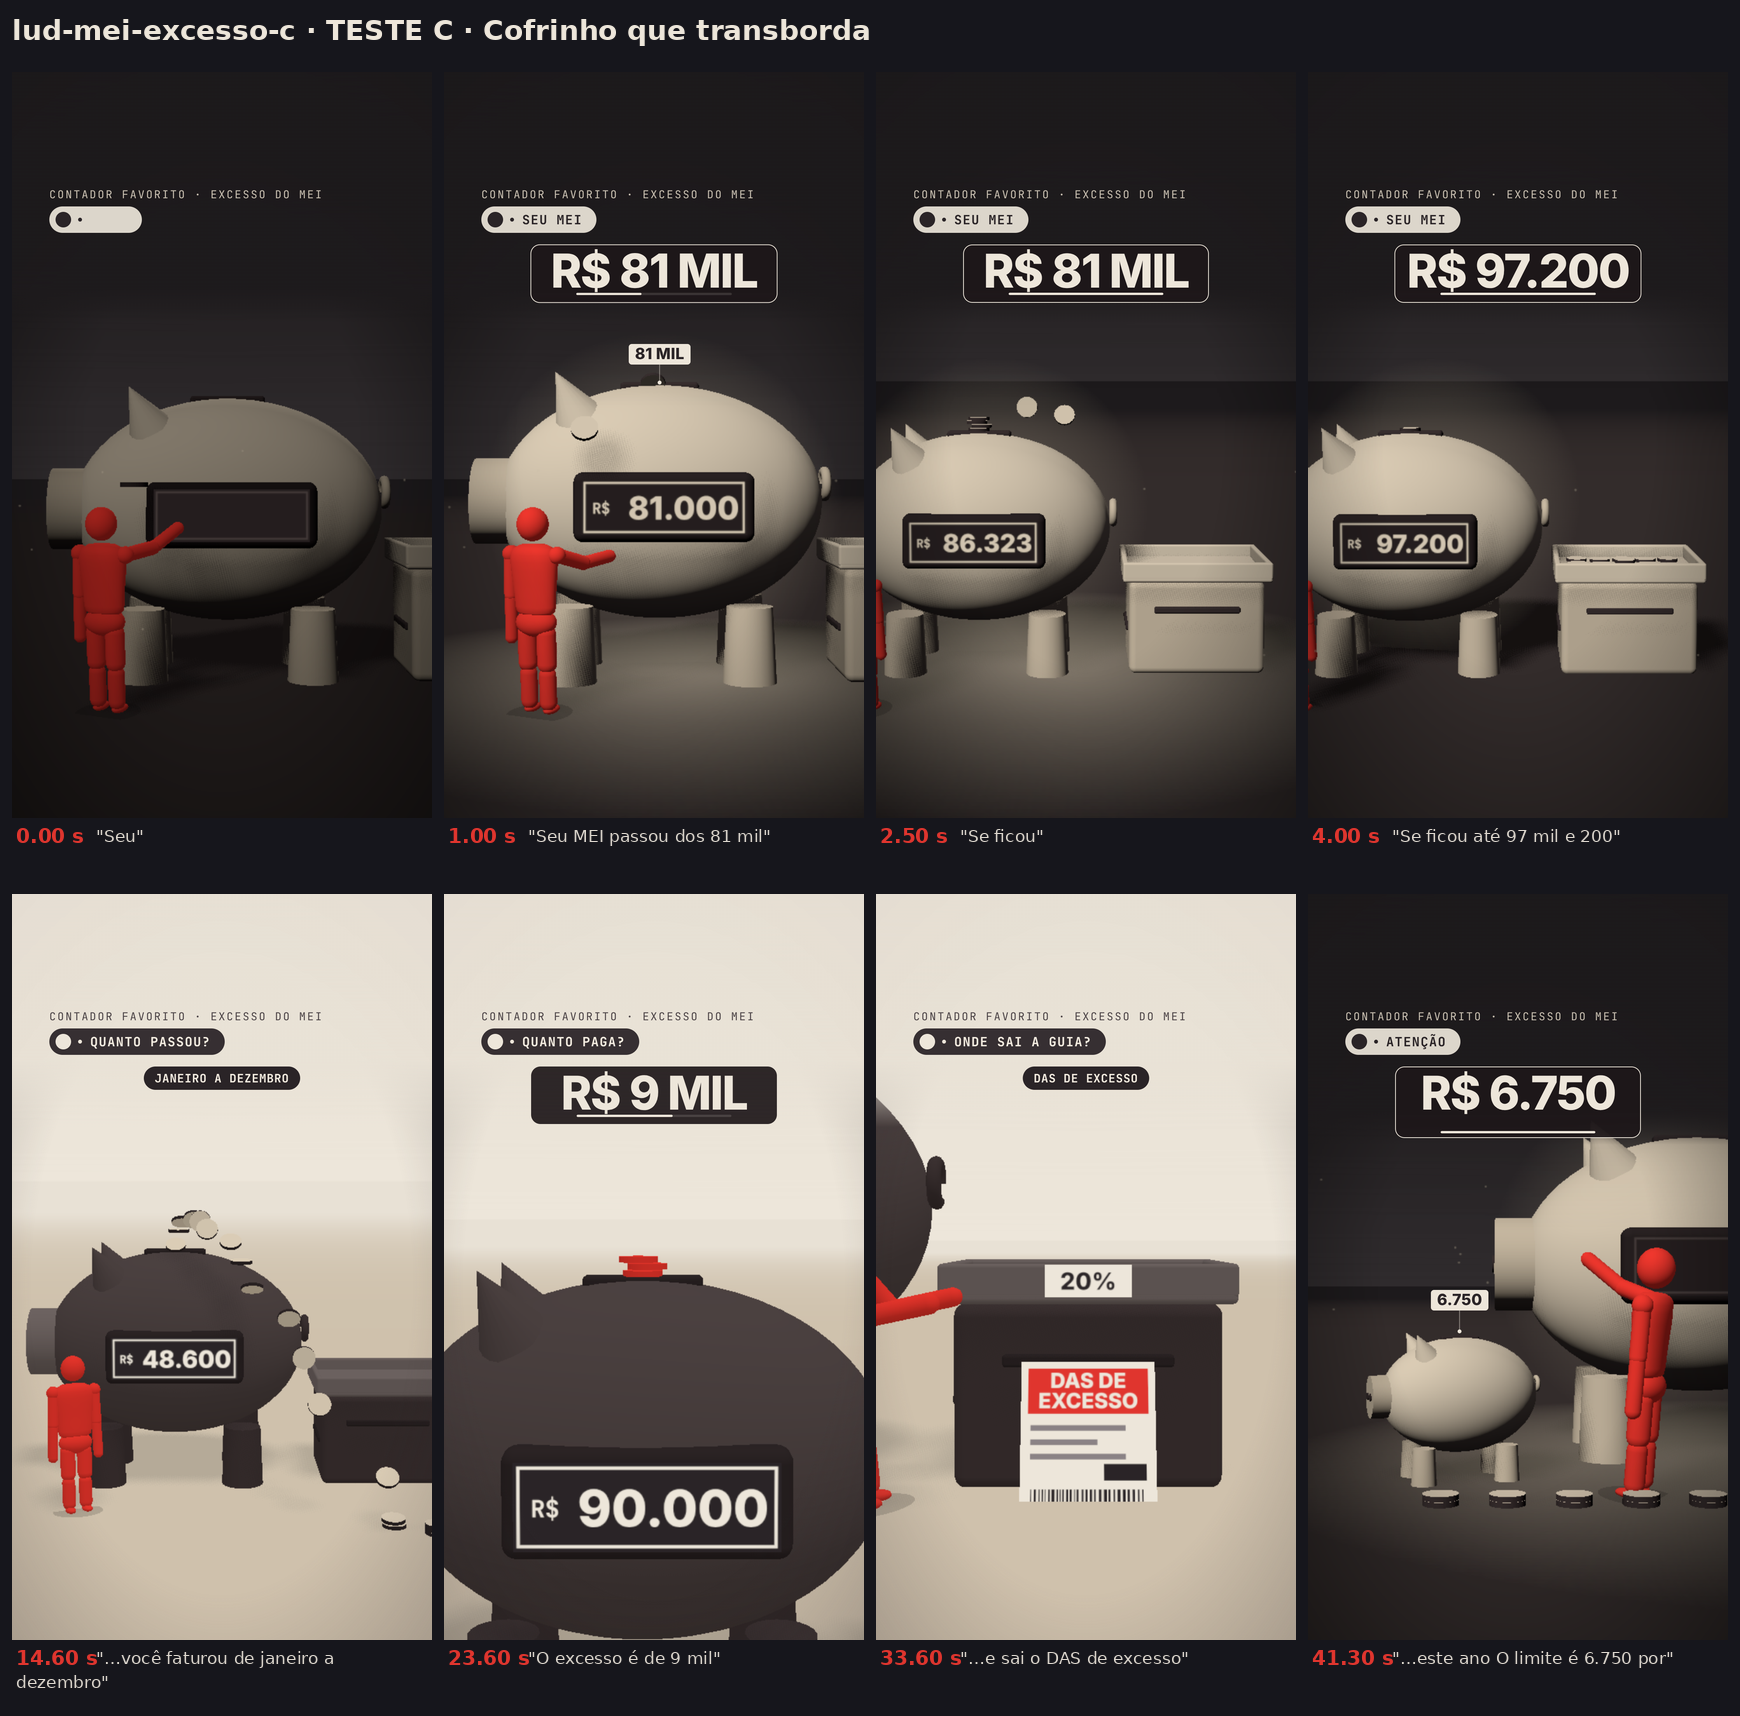 lud-mei-excesso-c · TESTE C · Cofrinho que transborda
CONTADOR FAVORITO · EXCESSO DO MEI
•
0.00 s "Seu"
CONTADOR FAVORITO · EXCESSO DO MEI
• SEU MEI
R$ 81 MIL
81 MIL
R$ 81.000
1.00 s "Seu MEI passou dos 81 mil"
CONTADOR FAVORITO · EXCESSO DO MEI
• SEU MEI
R$ 81 MIL
R$ 86.323
2.50 s "Se ficou"
CONTADOR FAVORITO · EXCESSO DO MEI
• SEU MEI
R$ 97.200
R$ 97.200
4.00 s "Se ficou até 97 mil e 200"
CONTADOR FAVORITO · EXCESSO DO MEI
• QUANTO PASSOU?
JANEIRO A DEZEMBRO
R$ 48.600
14.60 s "...você faturou de janeiro a
dezembro"
CONTADOR FAVORITO · EXCESSO DO MEI
• QUANTO PAGA?
R$ 9 MIL
R$ 90.000
23.60 s "O excesso é de 9 mil"
CONTADOR FAVORITO · EXCESSO DO MEI
• ONDE SAI A GUIA?
DAS DE EXCESSO
20%
DAS DE
EXCESSO
33.60 s "...e sai o DAS de excesso"
CONTADOR FAVORITO · EXCESSO DO MEI
• ATENÇÃO
R$ 6.750
6.750
41.30 s "...este ano O limite é 6.750 por"